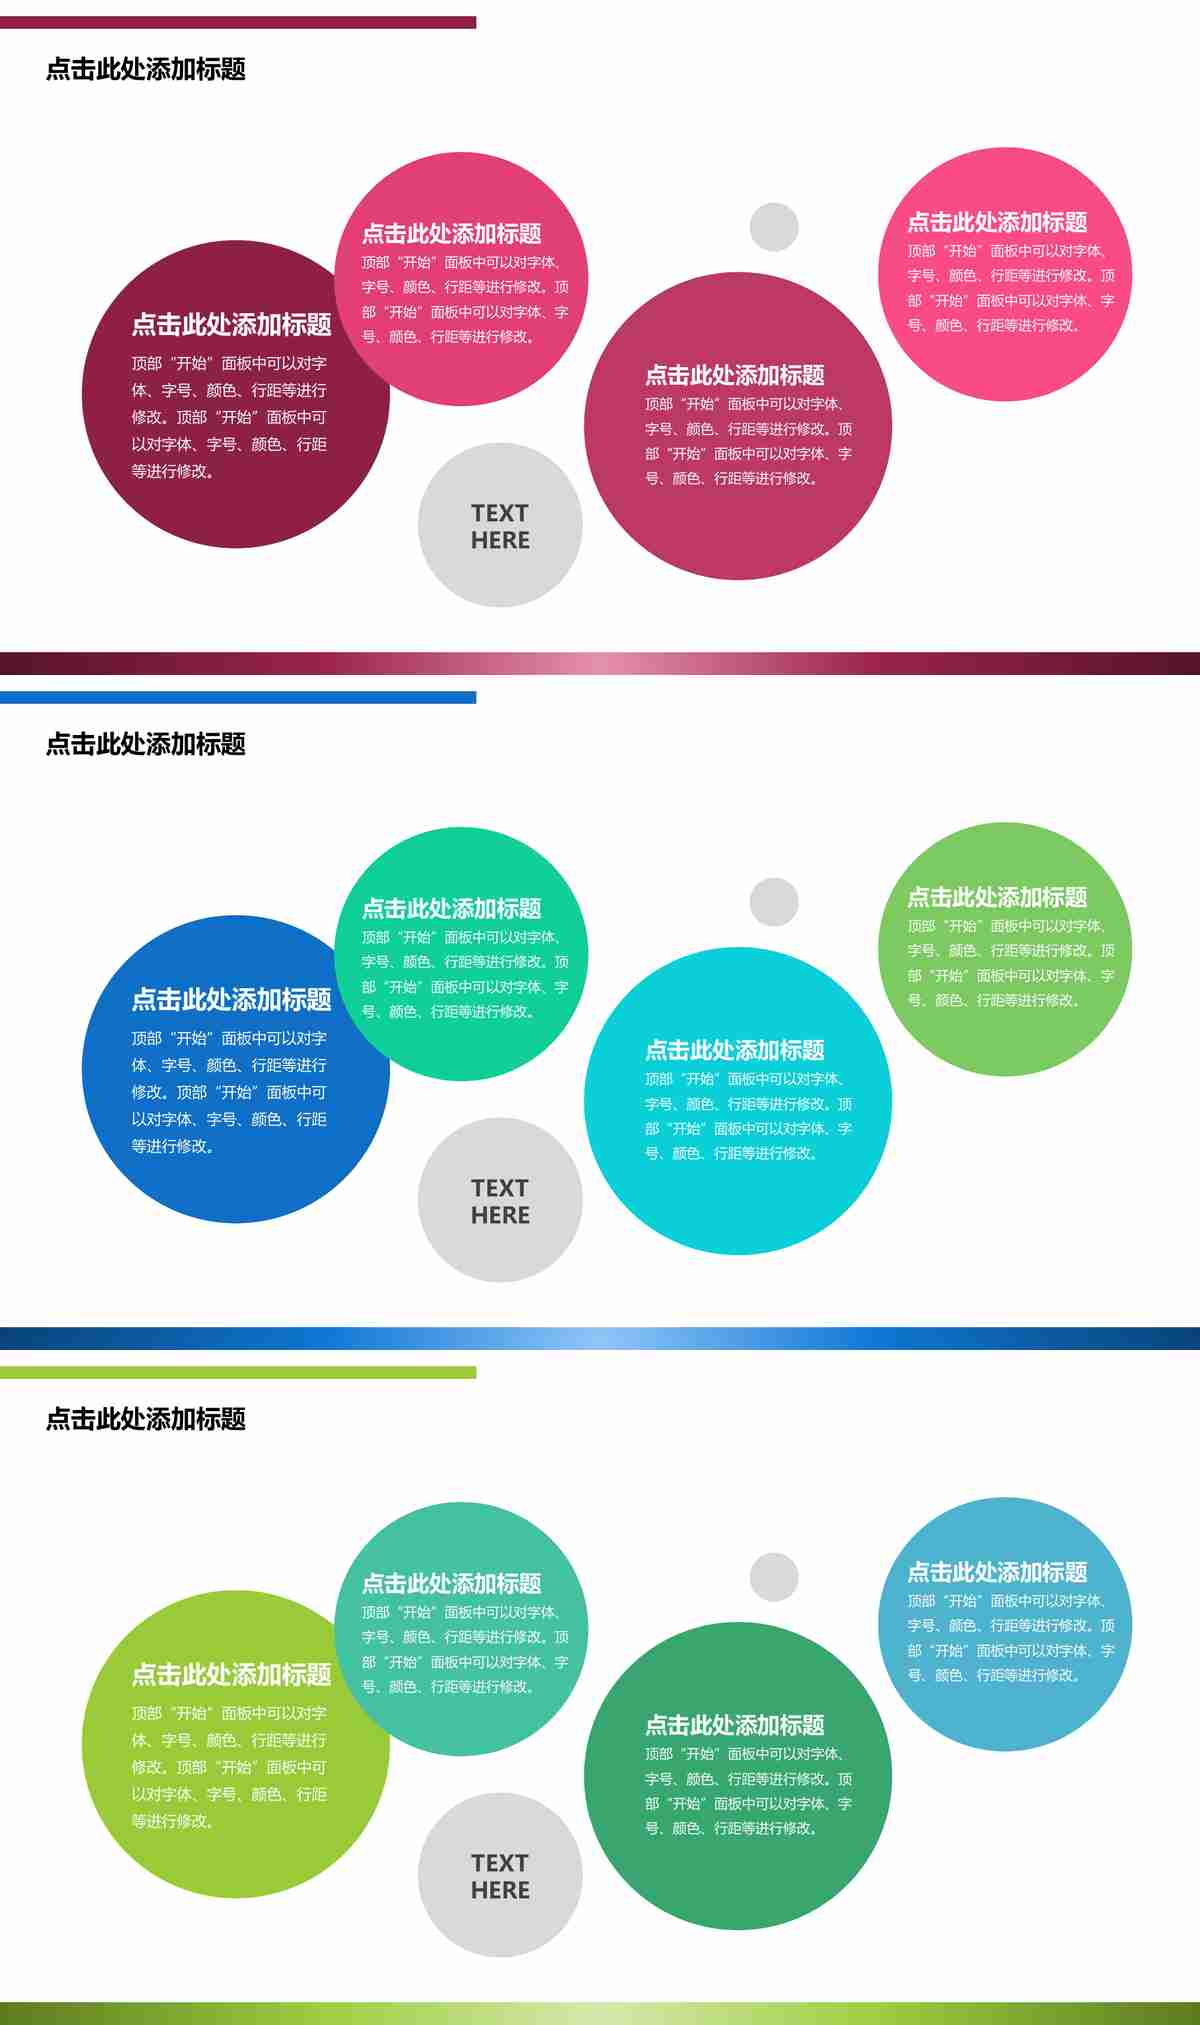 点击此处添加标题
点击此处添加标题
顶部“开始”面板中可以对字体、
字号、颜色、行距等进行修改。顶
部“开始”面板中可以对字体、字
号、颜色、行距等进行修改。
点击此处添加标题
顶部“开始”面板中可以对字体、
字号、颜色、行距等进行修改。顶
部“开始”面板中可以对字体、字
号、颜色、行距等进行修改。
点击此处添加标题
顶部“开始”面板中可以对字
体、字号、颜色、行距等进行
修改。顶部“开始”面板中可
以对字体、字号、颜色、行距
等进行修改。
点击此处添加标题
顶部“开始”面板中可以对字体、
字号、颜色、行距等进行修改。顶
部“开始”面板中可以对字体、字
号、颜色、行距等进行修改。
TEXT
HERE
点击此处添加标题
点击此处添加标题
顶部“开始”面板中可以对字体、
字号、颜色、行距等进行修改。顶
部“开始”面板中可以对字体、字
号、颜色、行距等进行修改。
点击此处添加标题
顶部“开始”面板中可以对字体、
字号、颜色、行距等进行修改。顶
部“开始”面板中可以对字体、字
号、颜色、行距等进行修改。
点击此处添加标题
顶部“开始”面板中可以对字
体、字号、颜色、行距等进行
修改。顶部“开始”面板中可
以对字体、字号、颜色、行距
等进行修改。
点击此处添加标题
顶部“开始”面板中可以对字体、
字号、颜色、行距等进行修改。顶
部“开始”面板中可以对字体、字
号、颜色、行距等进行修改。
TEXT
HERE
点击此处添加标题
点击此处添加标题
顶部“开始”面板中可以对字体、
字号、颜色、行距等进行修改。顶
部“开始”面板中可以对字体、字
号、颜色、行距等进行修改。
点击此处添加标题
顶部“开始”面板中可以对字体、
字号、颜色、行距等进行修改。顶
部“开始”面板中可以对字体、字
号、颜色、行距等进行修改。
点击此处添加标题
顶部“开始”面板中可以对字
体、字号、颜色、行距等进行
修改。顶部“开始”面板中可
以对字体、字号、颜色、行距
等进行修改。
点击此处添加标题
顶部“开始”面板中可以对字体、
字号、颜色、行距等进行修改。顶
部“开始”面板中可以对字体、字
号、颜色、行距等进行修改。
TEXT
HERE